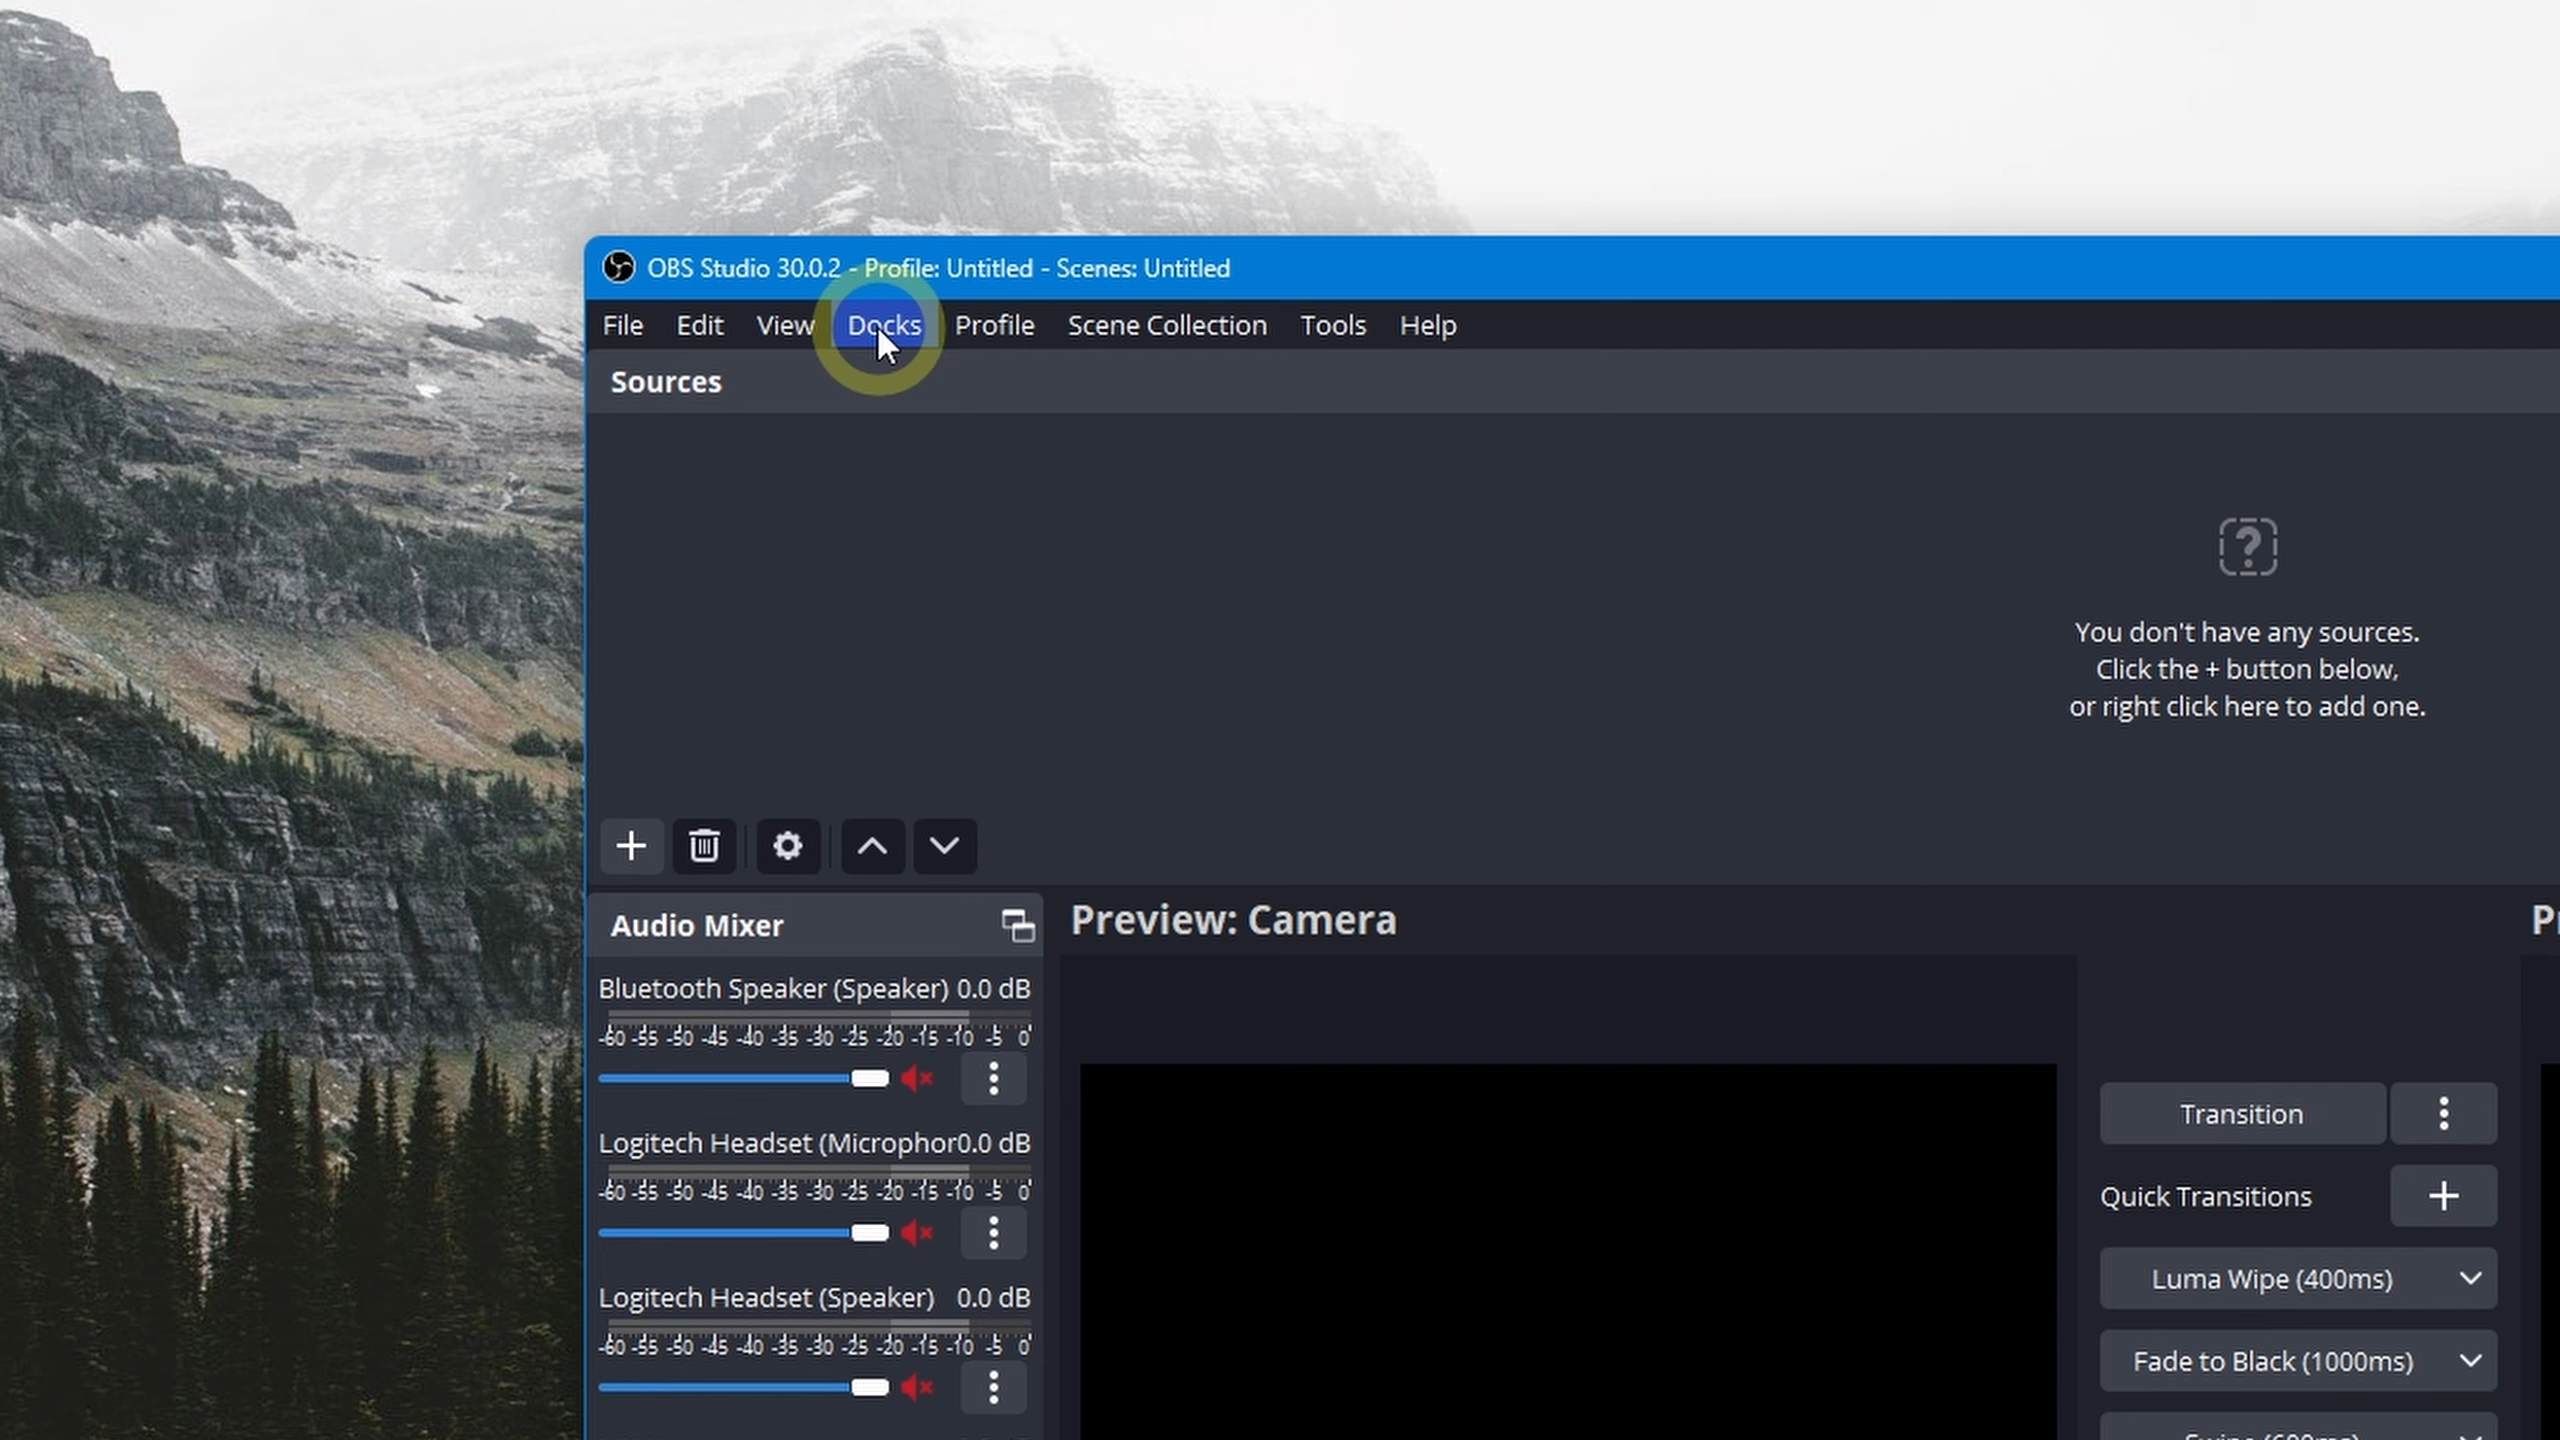 OBS Studio 30.0.2 - Profile: Untitled - Scenes: Untitled
File Edit View Docks Profile Scene Collection Tools Help
Sources
You don't have any sources.
Click the + button below,
or right click here to add one.
Audio Mixer
Bluetooth Speaker (Speaker) 0.0 dB
-60 -55 -50 -45 -40 -35 -30 -25 -20 -15 -10 -5 0
Logitech Headset (Microphor 0.0 dB
-60 -55 -50 -45 -40 -35 -30 -25 -20 -15 -10 -5 0
Logitech Headset (Speaker) 0.0 dB
-60 -55 -50 -45 -40 -35 -30 -25 -20 -15 -10 -5 0
Preview: Camera
Transition
Quick Transitions
Luma Wipe (400ms)
Fade to Black (1000ms)